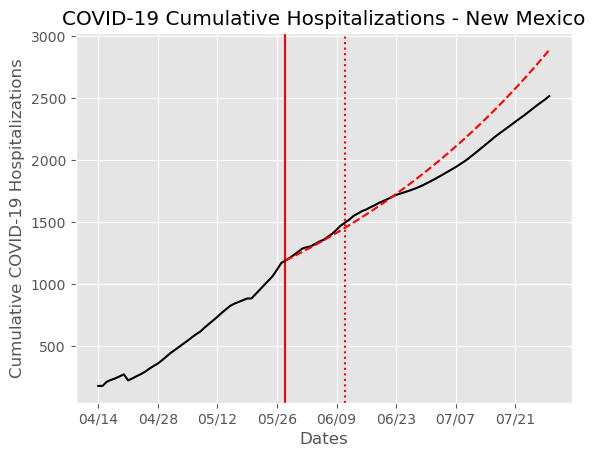 COVID-19 Cumulative Hospitalizations - New Mexico
Cumulative COVID-19 Hospitalizations
3000
2500
2000
1500
1000
500
04/14 04/28 05/12 05/26 06/09 06/23 07/07 07/21
Dates